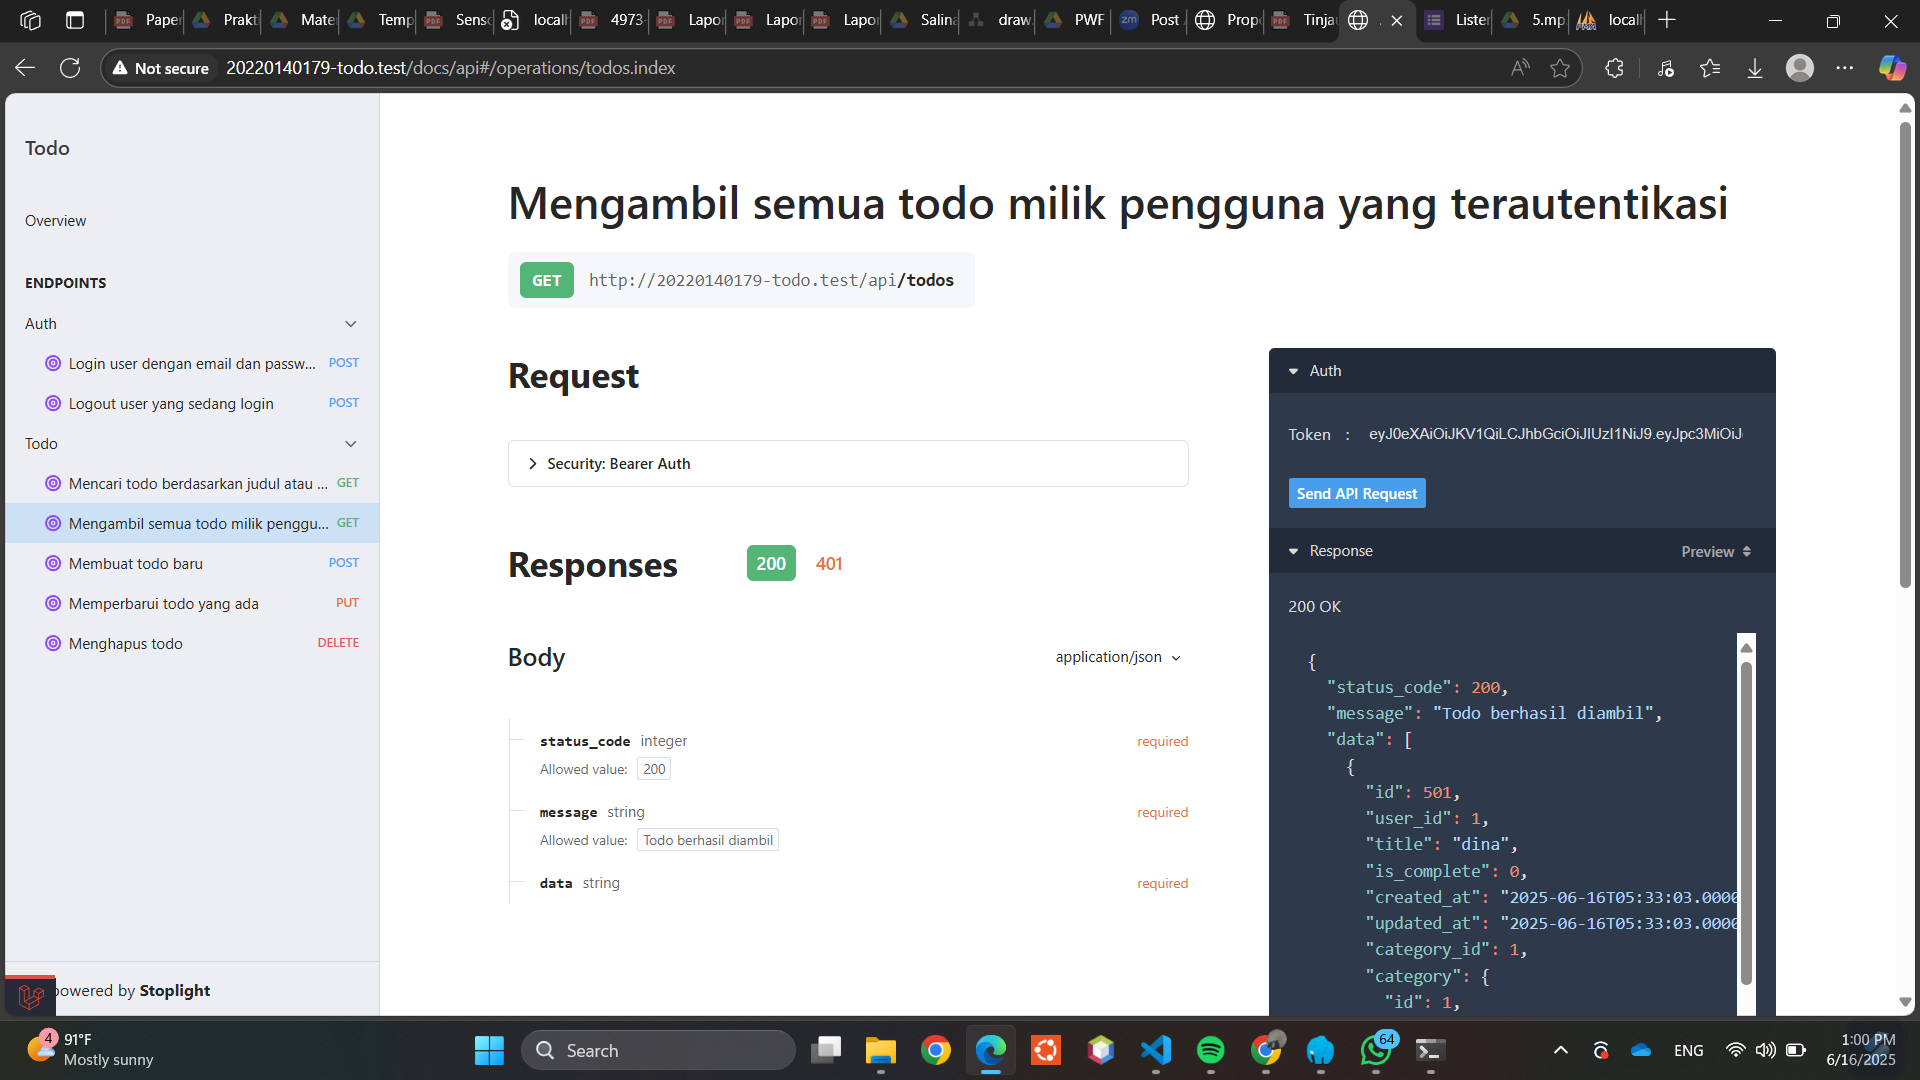 Paper
Prakt
Mate
Temp
Senso
local
4973-
Lapor
Lapor
Lapor
Salina
draw.
PWF
Post
Prop
Tinja
Lister
5.mp
local
Not secure
20220140179-todo.test/docs/api#/operations/todos.index
Todo
Overview
ENDPOINTS
Auth
Login user dengan email dan passw... POST
Logout user yang sedang login POST
Todo
Mencari todo berdasarkan judul atau ... GET
Mengambil semua todo milik penggu... GET
Membuat todo baru POST
Memperbarui todo yang ada PUT
Menghapus todo DELETE
powered by Stoplight
Mengambil semua todo milik pengguna yang terautentikasi
GET http://20220140179-todo.test/api/todos
Request
Security: Bearer Auth
Responses 200 401
Body application/json
status_code integer required
Allowed value: 200
message string required
Allowed value: Todo berhasil diambil
data string required
Auth
Token : eyJ0eXAiOiJKV1QiLCJhbGciOiJIUzI1NiJ9.eyJpc3MiOiJ
Send API Request
Response Preview
200 OK
{
"status_code": 200,
"message": "Todo berhasil diambil",
"data": [
{
"id": 501,
"user_id": 1,
"title": "dina",
"is_complete": 0,
"created_at": "2025-06-16T05:33:03.0000
"updated_at": "2025-06-16T05:33:03.0000
"category_id": 1,
"category": {
"id": 1,
4
91°F
Mostly sunny
Search
64
ENG
1:00 PM
6/16/2025